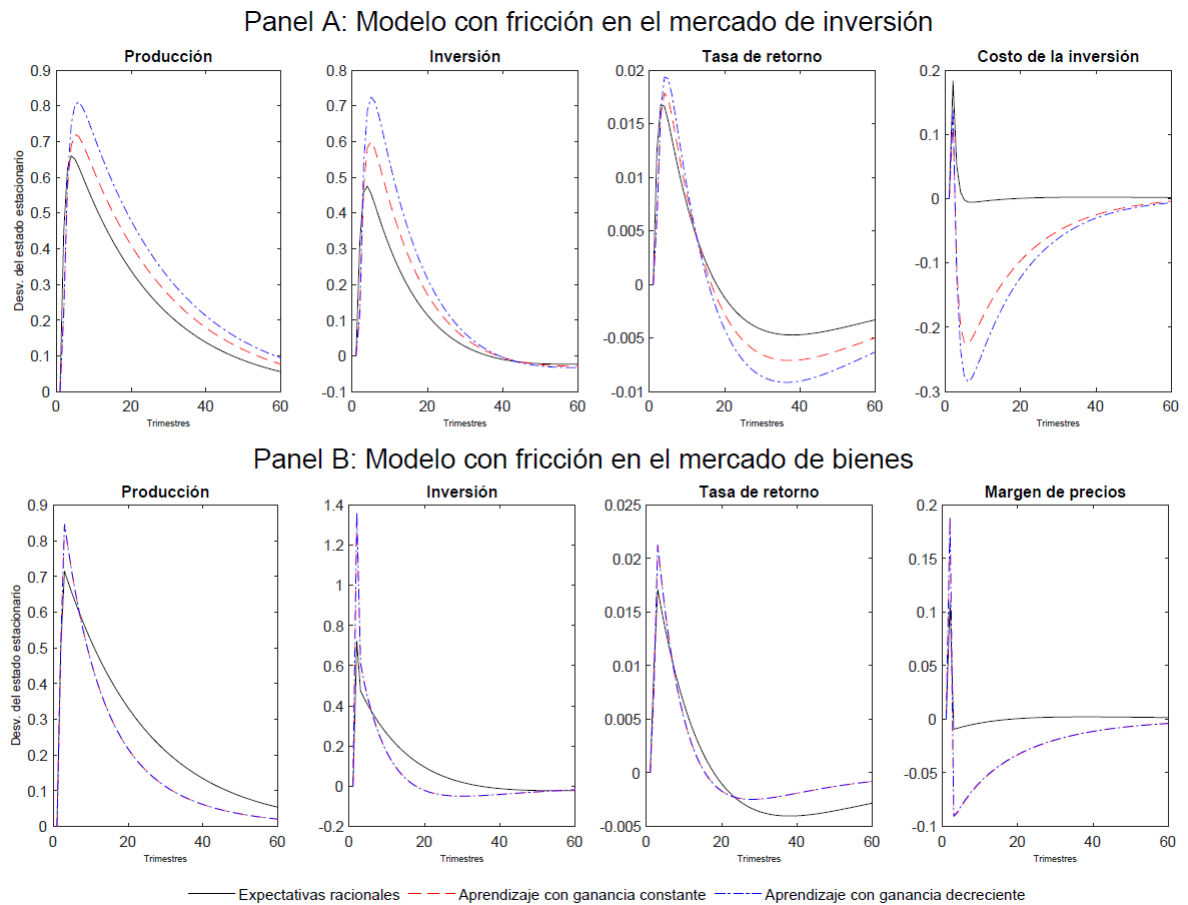 Panel A: Modelo con fricción en el mercado de inversión
Producción
Inversión
Tasa de retorno
Costo de la inversión
Desv. del estado estacionario
0.9
0.8
0.7
0.6
0.5
0.4
0.3
0.2
0.1
0
0 20 40 60
Trimestres
0.8
0.7
0.6
0.5
0.4
0.3
0.2
0.1
0
-0.1
0 20 40 60
Trimestres
0.02
0.015
0.01
0.005
0
-0.005
-0.01
0 20 40 60
Trimestres
0.2
0.1
0
-0.1
-0.2
-0.3
0 20 40 60
Trimestres
Panel B: Modelo con fricción en el mercado de bienes
Producción
Inversión
Tasa de retorno
Margen de precios
Desv. del estado estacionario
0.9
0.8
0.7
0.6
0.5
0.4
0.3
0.2
0.1
0
0 20 40 60
Trimestres
1.4
1.2
1
0.8
0.6
0.4
0.2
0
-0.2
0 20 40 60
Trimestres
0.025
0.02
0.015
0.01
0.005
0
-0.005
0 20 40 60
Trimestres
0.2
0.15
0.1
0.05
0
-0.05
-0.1
0 20 40 60
Trimestres
Expectativas racionales Aprendizaje con ganancia constante Aprendizaje con ganancia decreciente